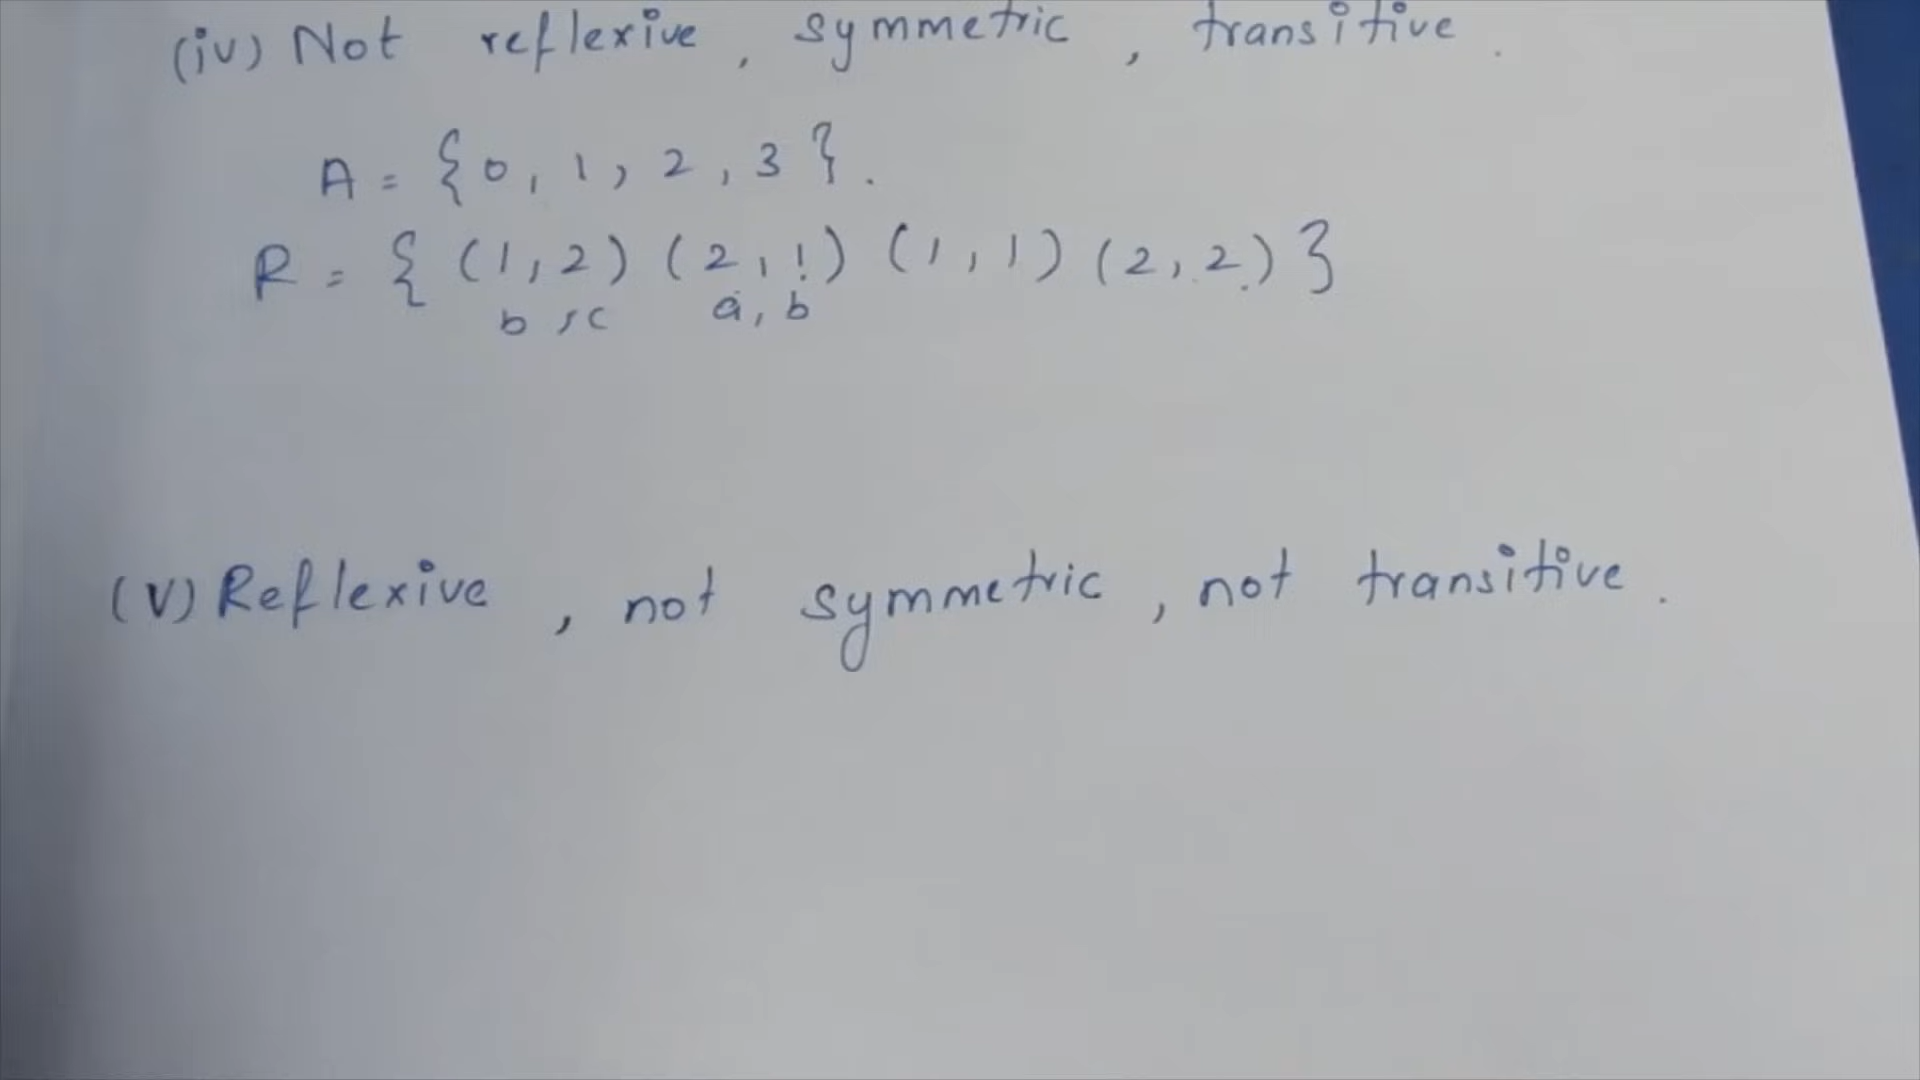 (iv) Not reflexive, symmetric, transitive.
A = {0, 1, 2, 3}.
R = {(1,2) (2,1) (1,1) (2,2)}
b, c a, b
(V) Reflexive, not symmetric, not transitive.